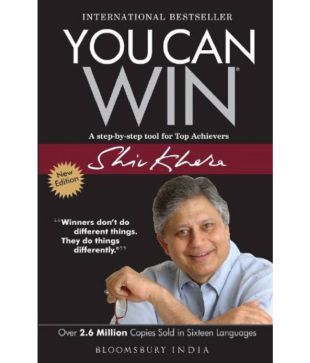 INTERNATIONAL BESTSELLER
YOU CAN
WIN®
A step-by-step tool for Top Achievers
Shiv Khera
New
Edition
"Winners don't do
different things.
They do things
differently."®
Over 2.6 Million Copies Sold in Sixteen Languages
BLOOMSBURY INDIA